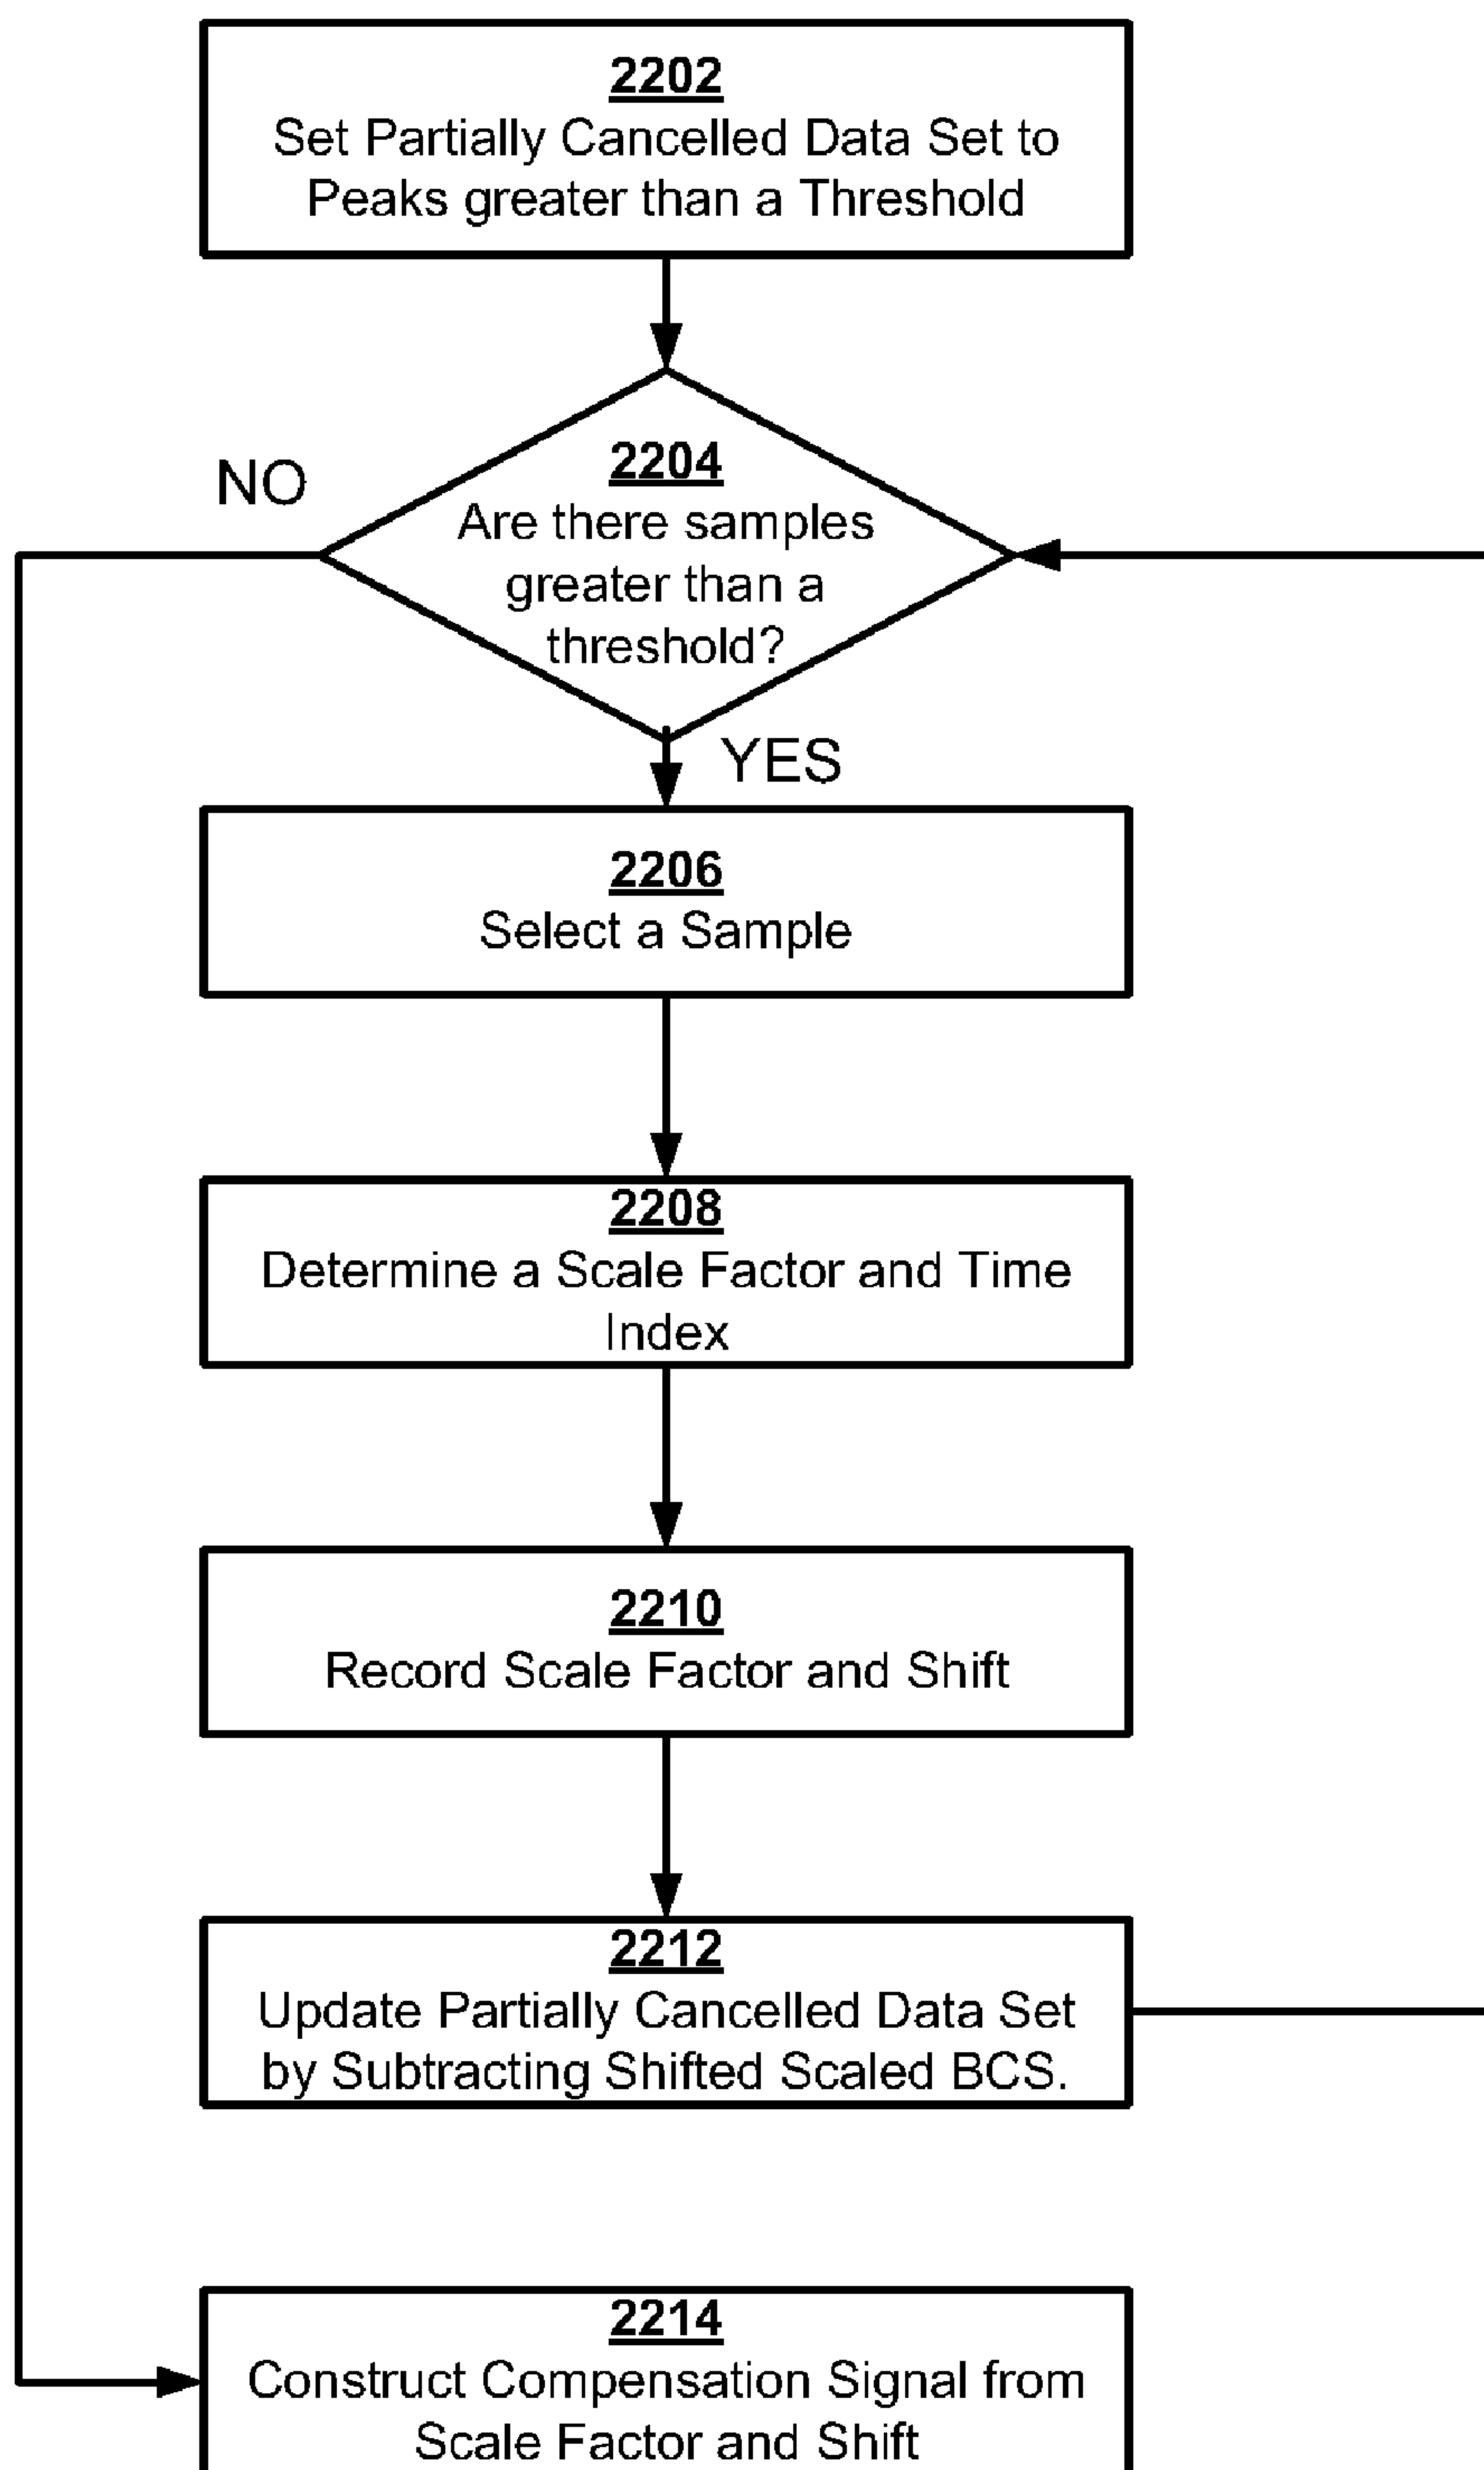 2202
Set Partially Cancelled Data Set to
Peaks greater than a Threshold
NO
2204
Are there samples
greater than a
threshold?
YES
2206
Select a Sample
2208
Determine a Scale Factor and Time
Index
2210
Record Scale Factor and Shift
2212
Update Partially Cancelled Data Set
by Subtracting Shifted Scaled BCS.
2214
Construct Compensation Signal from
Scale Factor and Shift